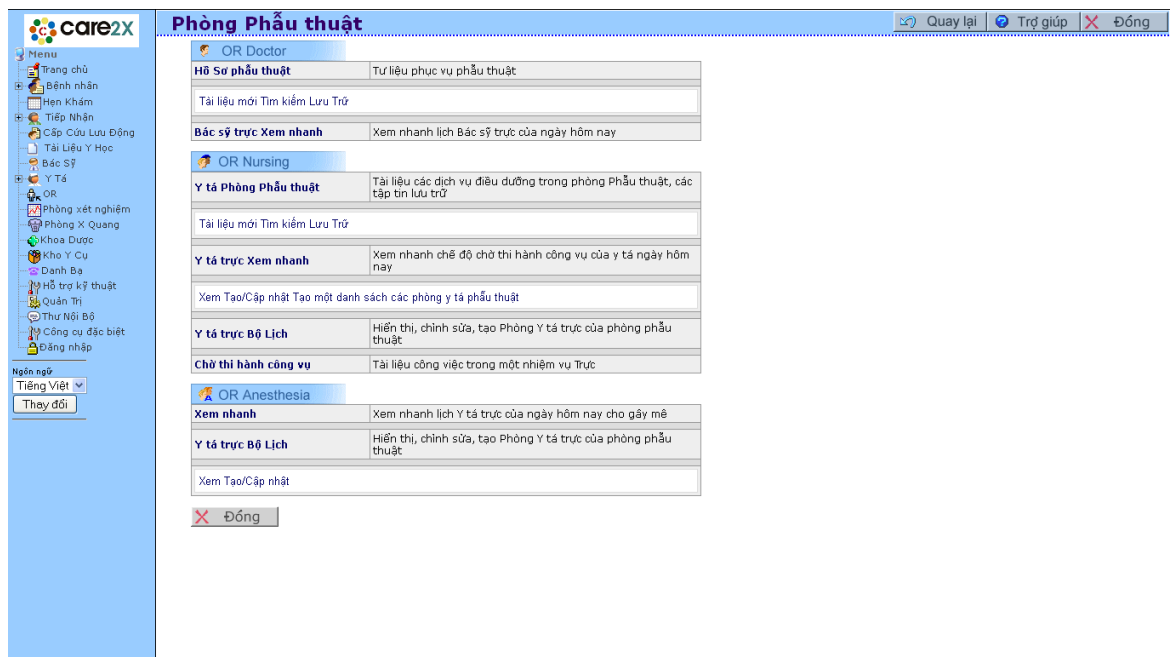 care2x
Phòng Phẫu thuật
Quay lại
Trợ giúp
Đóng
Menu
Trang chủ
Bệnh nhân
Hẹn Khám
Tiếp Nhận
Cấp Cứu Lưu Động
Tài Liệu Y Học
Bác Sỹ
Y Tá
OR
Phòng xét nghiệm
Phòng X Quang
Khoa Dược
Kho Y Cụ
Danh Bạ
Hỗ trợ kỹ thuật
Quản Trị
Thư Nội Bộ
Công cụ đặc biệt
Đăng nhập
Ngôn ngữ
Tiếng Việt
Thay đổi
OR Doctor
Hồ Sơ phẫu thuật
Tư liệu phục vụ phẫu thuật
Tài liệu mới Tìm kiếm Lưu Trữ
Bác sỹ trực Xem nhanh
Xem nhanh lịch Bác sỹ trực của ngày hôm nay
OR Nursing
Y tá Phòng Phẫu thuật
Tài liệu các dịch vụ điều dưỡng trong phòng Phẫu thuật, các
tập tin lưu trữ
Tài liệu mới Tìm kiếm Lưu Trữ
Y tá trực Xem nhanh
Xem nhanh chế độ chờ thi hành công vụ của y tá ngày hôm
nay
Xem Tạo/Cập nhật Tạo một danh sách các phòng y tá phẫu thuật
Y tá trực Bộ Lịch
Hiển thị, chỉnh sửa, tạo Phòng Y tá trực của phòng phẫu
thuật
Chờ thi hành công vụ
Tài liệu công việc trong một nhiệm vụ Trực
OR Anesthesia
Xem nhanh
Xem nhanh lịch Y tá trực của ngày hôm nay cho gây mê
Y tá trực Bộ Lịch
Hiển thị, chỉnh sửa, tạo Phòng Y tá trực của phòng phẫu
thuật
Xem Tạo/Cập nhật
Đóng